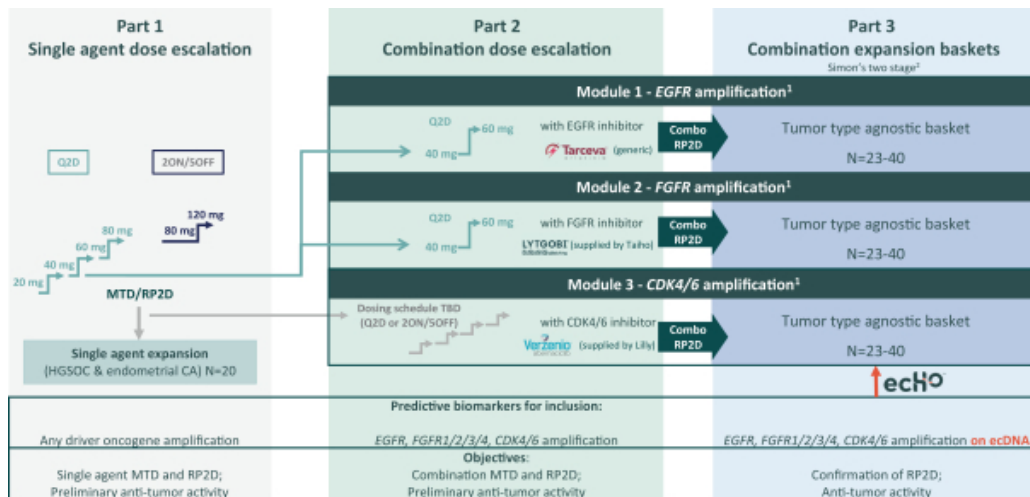 Part 1
Single agent dose escalation
Part 2
Combination dose escalation
Part 3
Combination expansion baskets
Simon's two stage²
Q2D
2ON/5OFF
20 mg
40 mg
60 mg
80 mg
80 mg
120 mg
MTD/RP2D
Single agent expansion
(HGSOC & endometrial CA) N=20
Module 1 - EGFR amplification¹
Q2D
40 mg
60 mg
with EGFR inhibitor
Tarceva (generic)
Combo
RP2D
Tumor type agnostic basket
N=23-40
Module 2 - FGFR amplification¹
Q2D
40 mg
60 mg
with FGFR inhibitor
LYTGOBI (supplied by Taiho)
Combo
RP2D
Tumor type agnostic basket
N=23-40
Module 3 - CDK4/6 amplification¹
Dosing schedule TBD
(Q2D or 2ON/5OFF)
with CDK4/6 inhibitor
Verzenio (supplied by Lilly)
Combo
RP2D
Tumor type agnostic basket
N=23-40
ecHO
Predictive biomarkers for inclusion:
Any driver oncogene amplification
EGFR, FGFR1/2/3/4, CDK4/6 amplification
EGFR, FGFR1/2/3/4, CDK4/6 amplification on ecDNA
Objectives:
Single agent MTD and RP2D;
Preliminary anti-tumor activity
Combination MTD and RP2D;
Preliminary anti-tumor activity
Confirmation of RP2D;
Anti-tumor activity